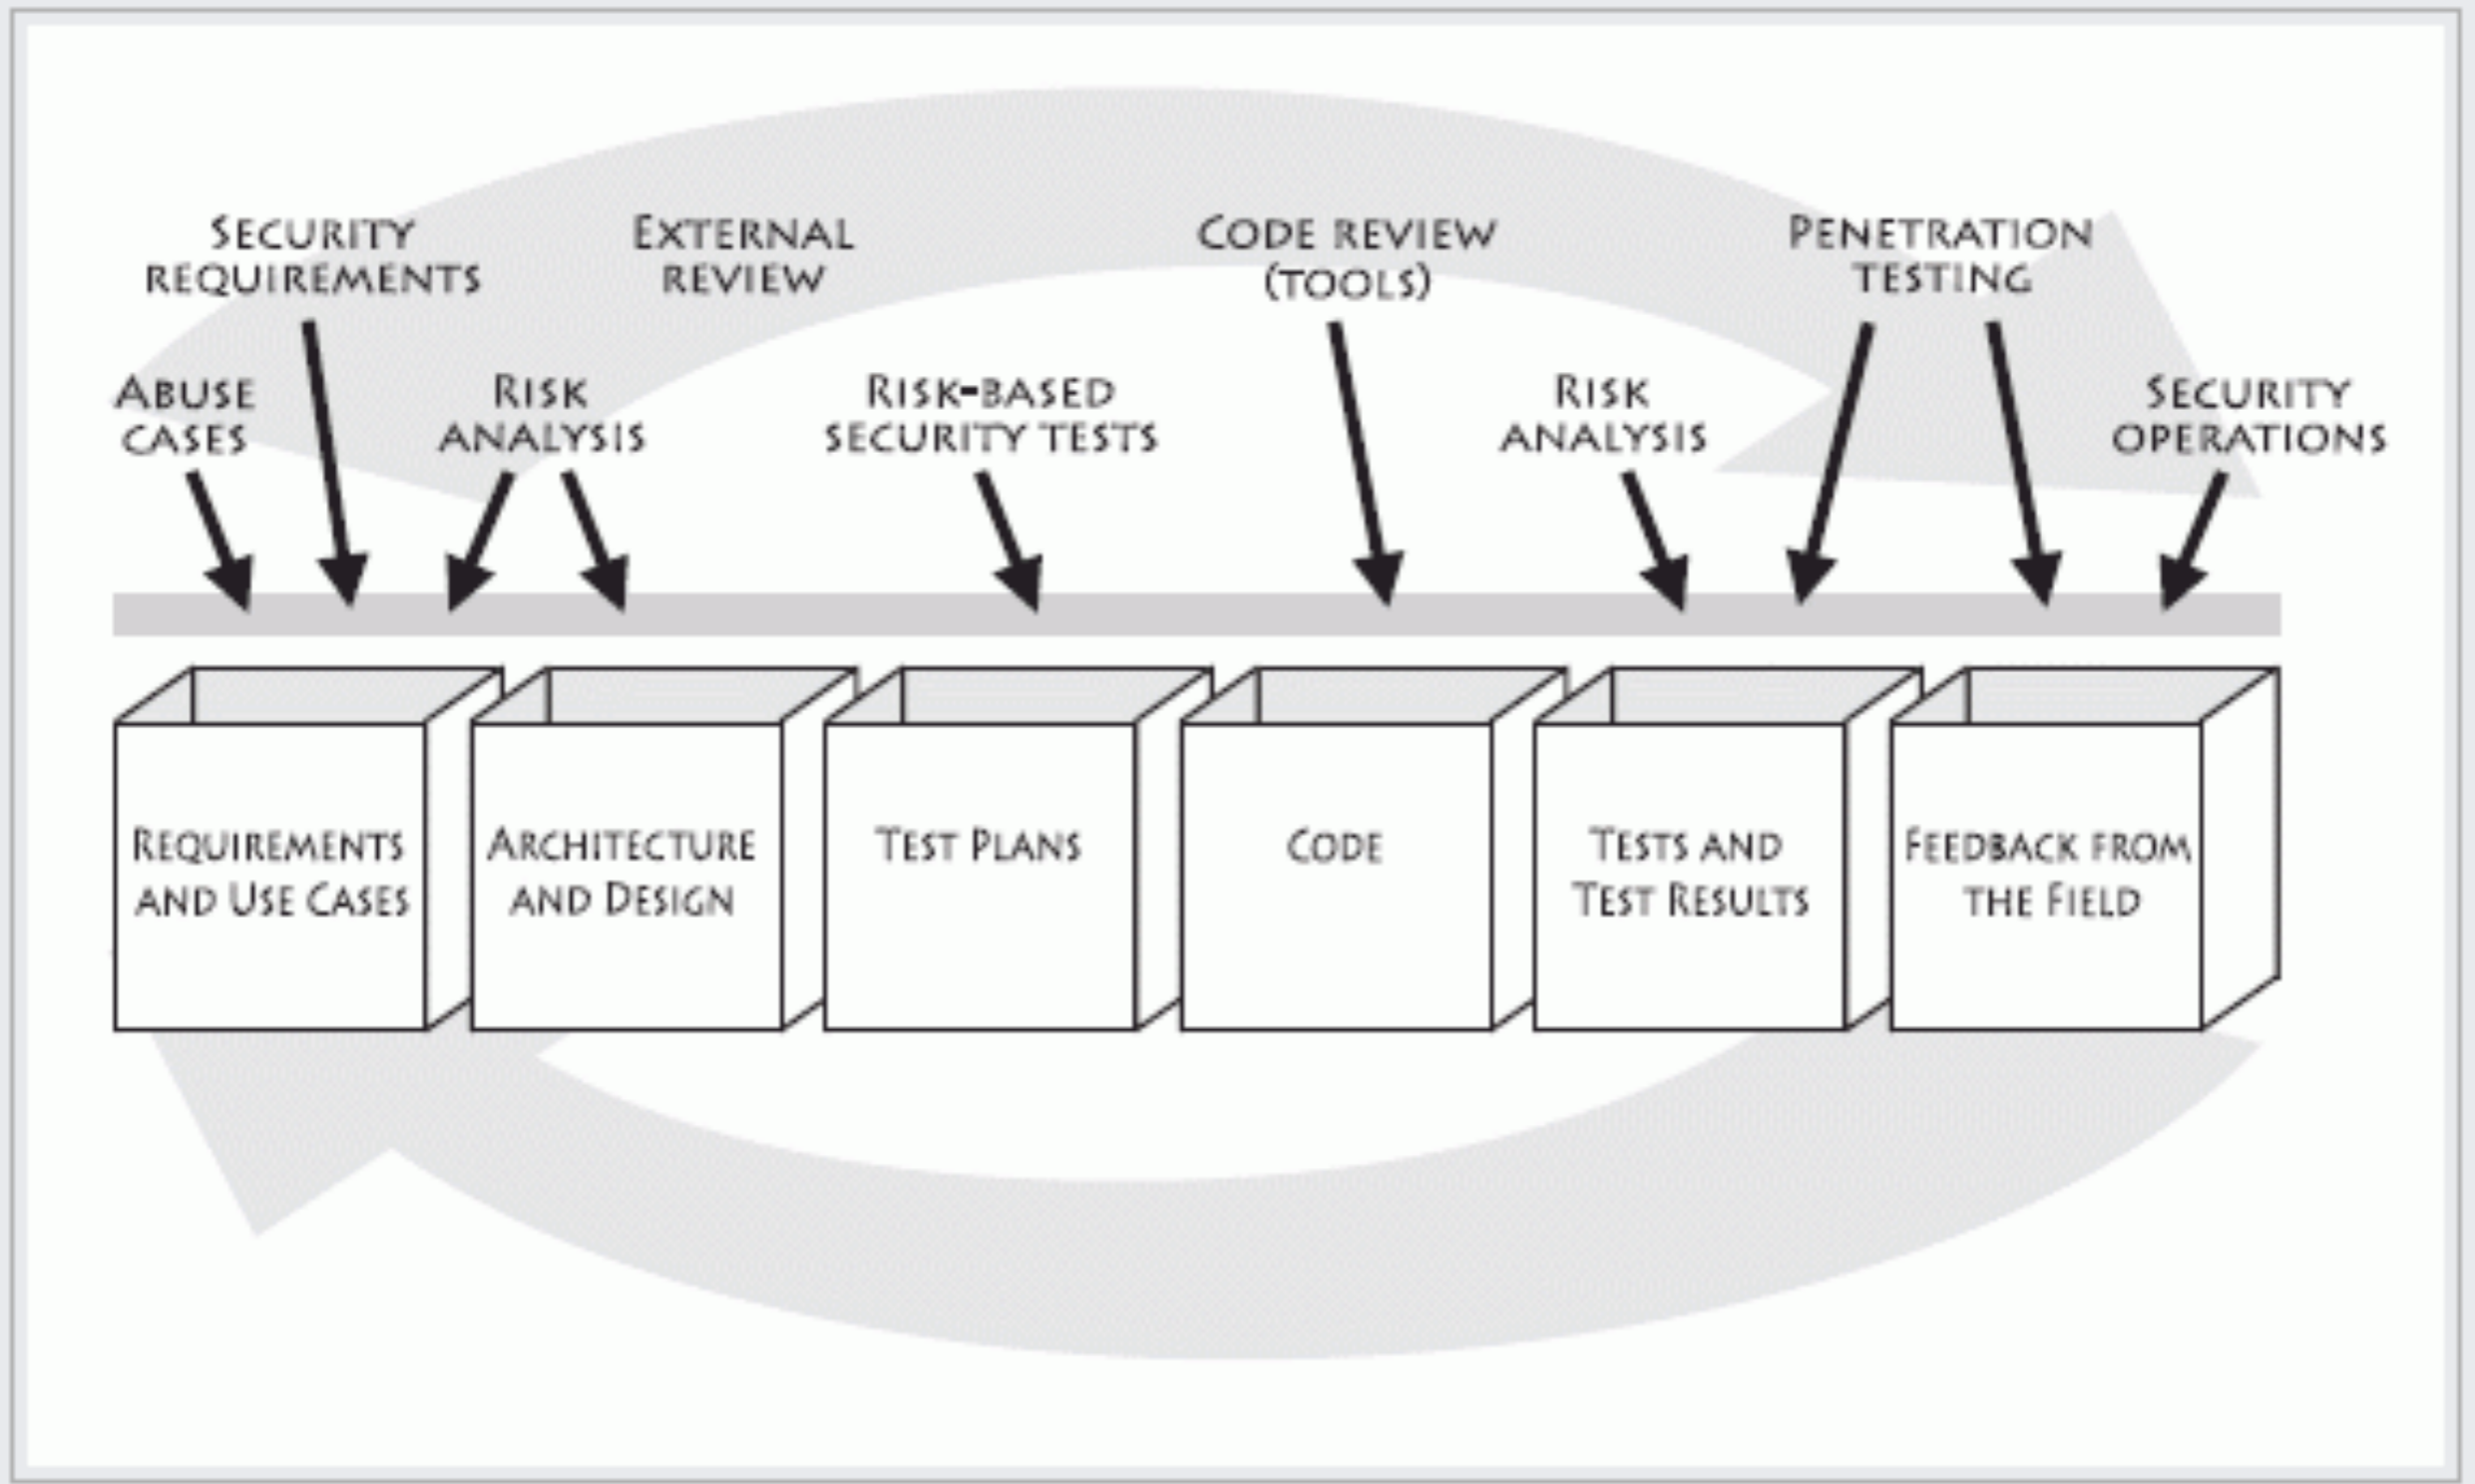 SECURITY
REQUIREMENTS
EXTERNAL
REVIEW
CODE REVIEW
(TOOLS)
PENETRATION
TESTING
ABUSE
CASES
RISK
ANALYSIS
RISK-BASED
SECURITY TESTS
RISK
ANALYSIS
SECURITY
OPERATIONS
REQUIREMENTS
AND USE CASES
ARCHITECTURE
AND DESIGN
TEST PLANS
CODE
TESTS AND
TEST RESULTS
FEEDBACK FROM
THE FIELD